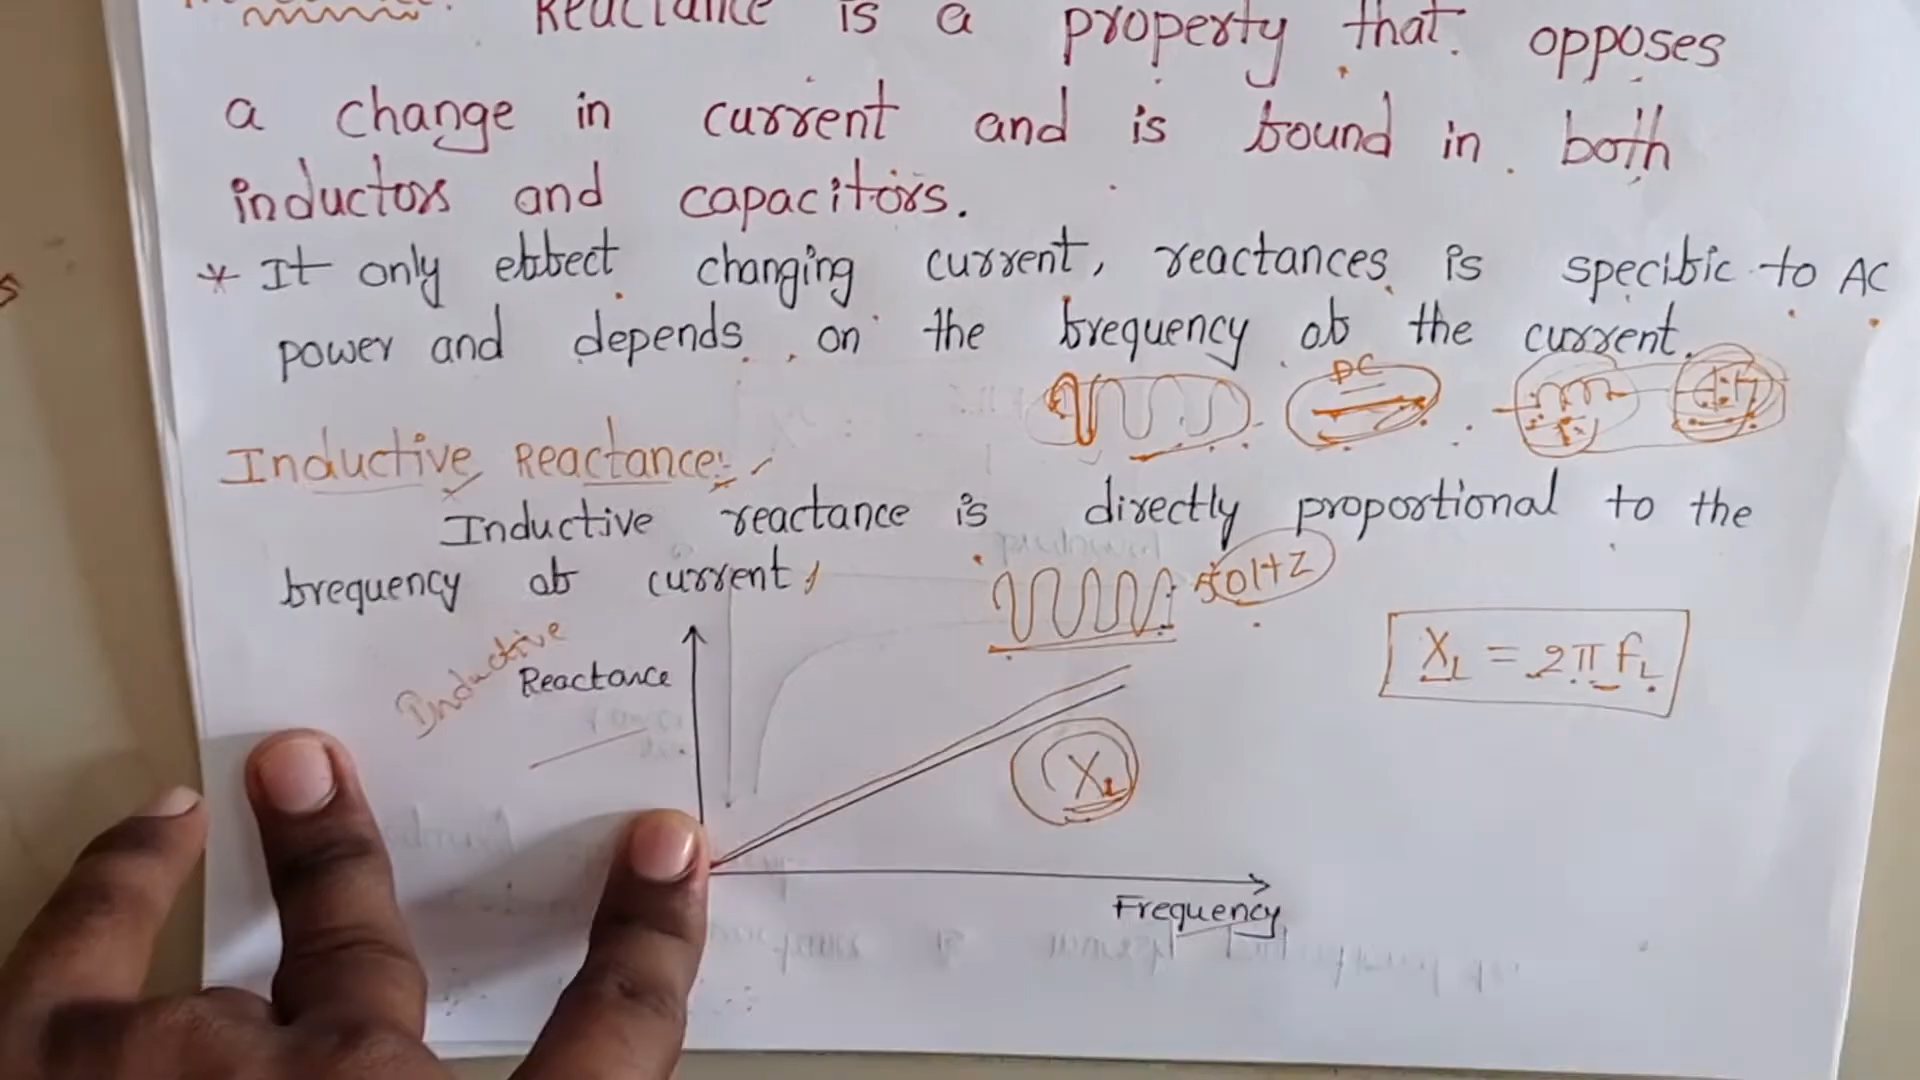 Reactance is a property that opposes
a change in current and is found in both
inductors and capacitors.
* It only effect changing current, reactances is specific to AC
power and depends on the frequency of the current.
DC
Inductive Reactance:-
Inductive reactance is directly proportional to the
frequency of current
50HZ
Inductive
Reactance
XL = 2πfL
XL
Frequency